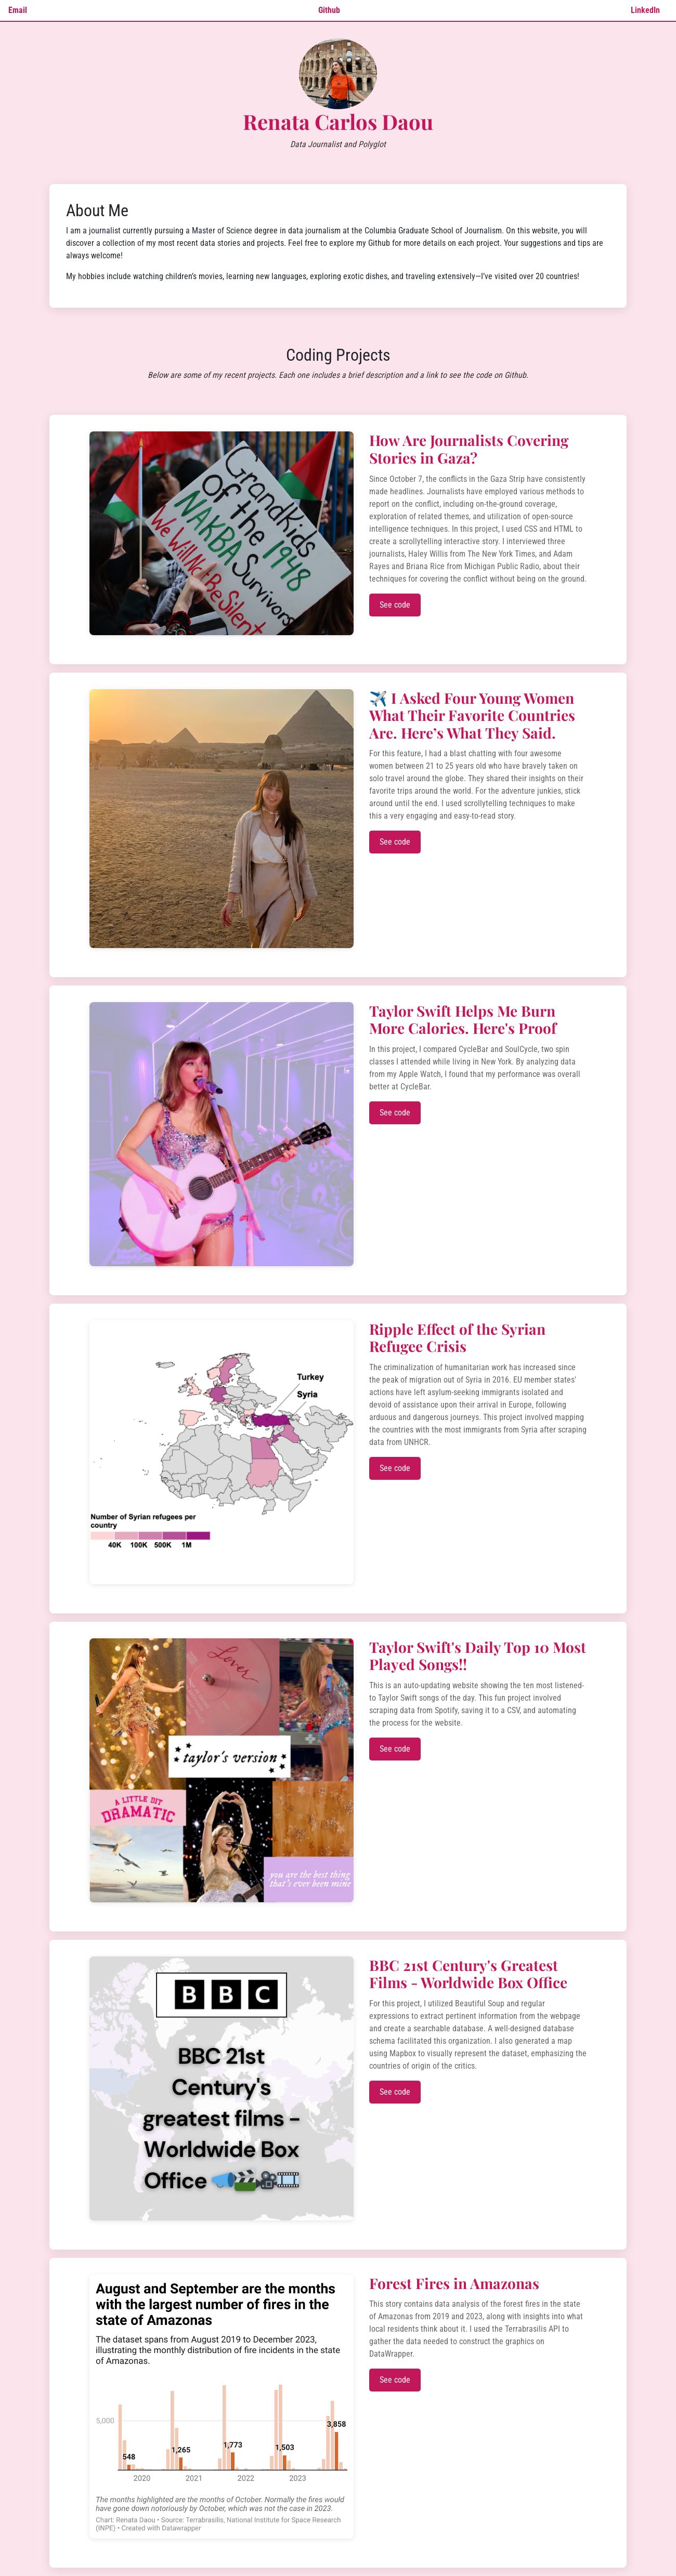 Email Github LinkedIn
Renata Carlos Daou
Data Journalist and Polyglot
About Me
I am a journalist currently pursuing a Master of Science degree in data journalism at the Columbia Graduate School of Journalism. On this website, you will
discover a collection of my most recent data stories and projects. Feel free to explore my Github for more details on each project. Your suggestions and tips are
always welcome!
My hobbies include watching children's movies, learning new languages, exploring exotic dishes, and traveling extensively—I've visited over 20 countries!
Coding Projects
Below are some of my recent projects. Each one includes a brief description and a link to see the code on Github.
Grandkids
of the 1948
NAKBA Survivors
We Will Not Be Silent
How Are Journalists Covering
Stories in Gaza?
Since October 7, the conflicts in the Gaza Strip have consistently
made headlines. Journalists have employed various methods to
report on the conflict, including on-the-ground coverage,
exploration of related themes, and utilization of open-source
intelligence techniques. In this project, I used CSS and HTML to
create a scrollytelling interactive story. I interviewed three
journalists, Haley Willis from The New York Times, and Adam
Rayes and Briana Rice from Michigan Public Radio, about their
techniques for covering the conflict without being on the ground.
See code
✈️ I Asked Four Young Women
What Their Favorite Countries
Are. Here's What They Said.
For this feature, I had a blast chatting with four awesome
women between 21 to 25 years old who have bravely taken on
solo travel around the globe. They shared their insights on their
favorite trips around the world. For the adventure junkies, stick
around until the end. I used scrollytelling techniques to make
this a very engaging and easy-to-read story.
See code
Taylor Swift Helps Me Burn
More Calories. Here's Proof
In this project, I compared CycleBar and SoulCycle, two spin
classes I attended while living in New York. By analyzing data
from my Apple Watch, I found that my performance was overall
better at CycleBar.
See code
Turkey
Syria
Number of Syrian refugees per
country
40K 100K 500K 1M
Ripple Effect of the Syrian
Refugee Crisis
The criminalization of humanitarian work has increased since
the peak of migration out of Syria in 2016. EU member states'
actions have left asylum-seeking immigrants isolated and
devoid of assistance upon their arrival in Europe, following
arduous and dangerous journeys. This project involved mapping
the countries with the most immigrants from Syria after scraping
data from UNHCR.
See code
Lover
taylor's version
A LITTLE BIT
DRAMATIC
you are the best thing
that's ever been mine
Taylor Swift's Daily Top 10 Most
Played Songs!!
This is an auto-updating website showing the ten most listened-
to Taylor Swift songs of the day. This fun project involved
scraping data from Spotify, saving it to a CSV, and automating
the process for the website.
See code
BBC
BBC 21st
Century's
greatest films -
Worldwide Box
Office 📣🎬🎥🎞️
BBC 21st Century's Greatest
Films - Worldwide Box Office
For this project, I utilized Beautiful Soup and regular
expressions to extract pertinent information from the webpage
and create a searchable database. A well-designed database
schema facilitated this organization. I also generated a map
using Mapbox to visually represent the dataset, emphasizing the
countries of origin of the critics.
See code
August and September are the months
with the largest number of fires in the
state of Amazonas
The dataset spans from August 2019 to December 2023,
illustrating the monthly distribution of fire incidents in the state
of Amazonas.
5,000
548 1,265 1,773 1,503 3,858
2020 2021 2022 2023
The months highlighted are the months of October. Normally the fires would
have gone down notoriously by October, which was not the case in 2023.
Chart: Renata Daou • Source: Terrabrasilis, National Institute for Space Research
(INPE) • Created with Datawrapper
Forest Fires in Amazonas
This story contains data analysis of the forest fires in the state
of Amazonas from 2019 and 2023, along with insights into what
local residents think about it. I used the Terrabrasilis API to
gather the data needed to construct the graphics on
DataWrapper.
See code